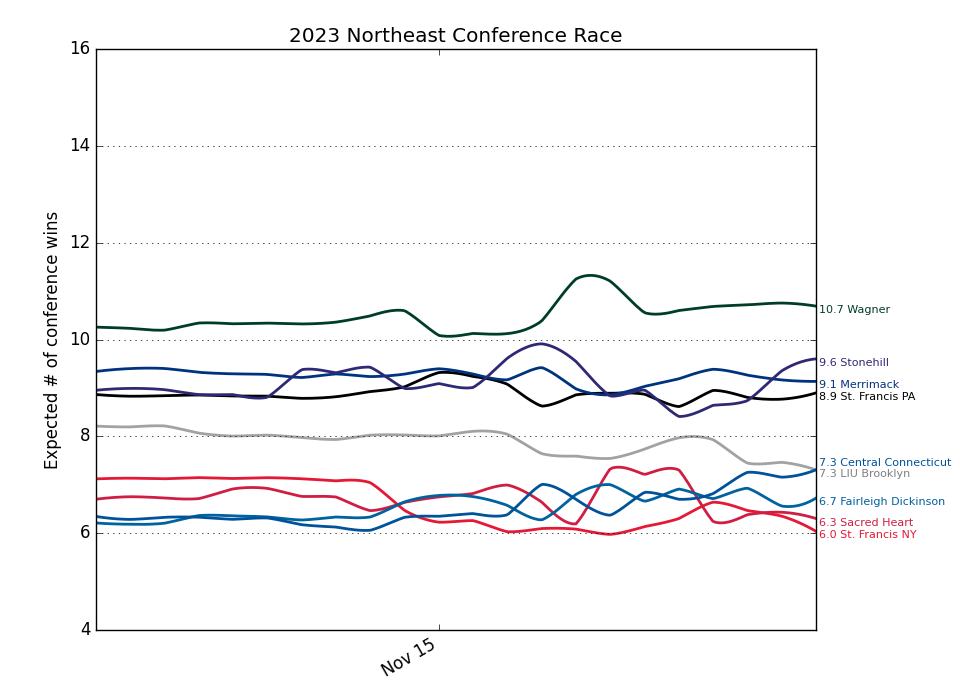 2023 Northeast Conference Race
Expected # of conference wins
16
14
12
10
8
6
4
Nov 15
10.7 Wagner
9.6 Stonehill
9.1 Merrimack
8.9 St. Francis PA
7.3 Central Connecticut
7.3 LIU Brooklyn
6.7 Fairleigh Dickinson
6.3 Sacred Heart
6.0 St. Francis NY